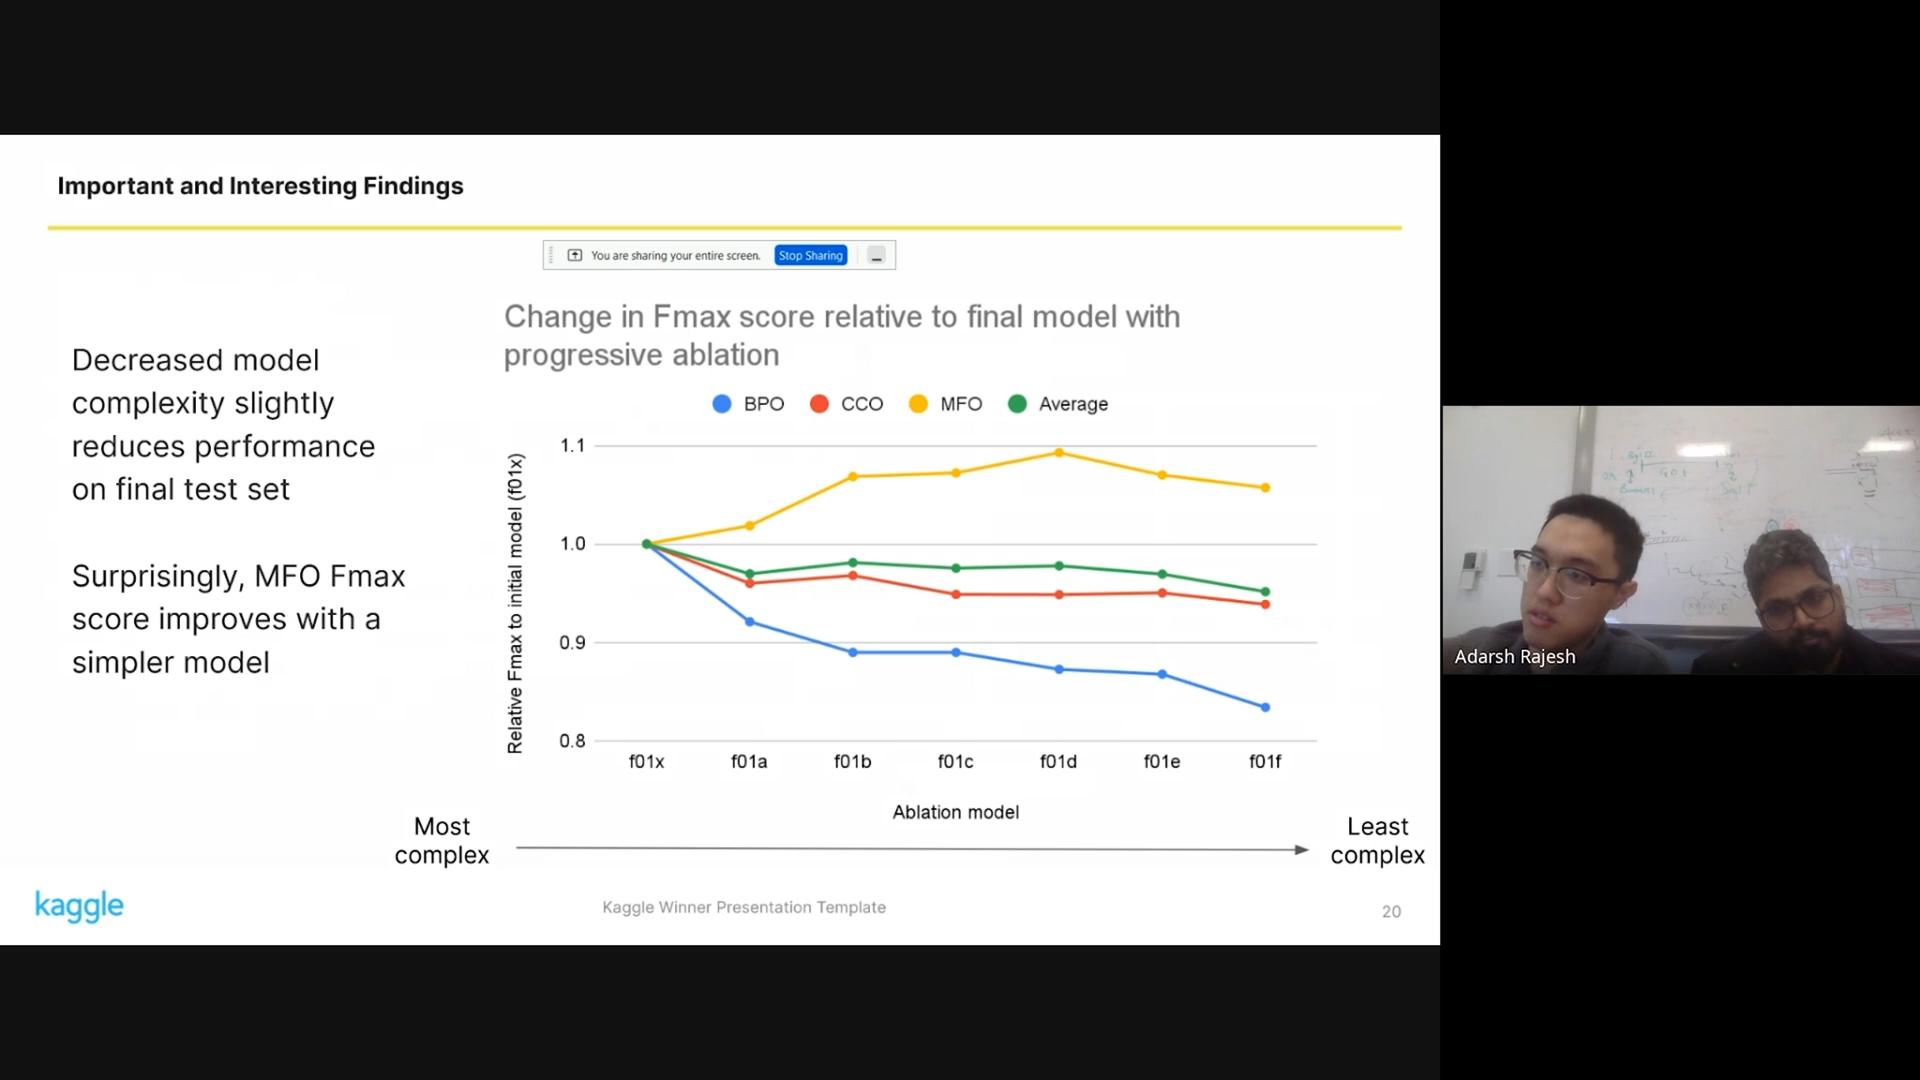 Important and Interesting Findings
You are sharing your entire screen. Stop Sharing
Decreased model
complexity slightly
reduces performance
on final test set
Surprisingly, MFO Fmax
score improves with a
simpler model
Change in Fmax score relative to final model with
progressive ablation
BPO CCO MFO Average
Relative Fmax to initial model (f01x)
1.1
1.0
0.9
0.8
f01x f01a f01b f01c f01d f01e f01f
Ablation model
Most
complex
Least
complex
kaggle
Kaggle Winner Presentation Template
20
Adarsh Rajesh